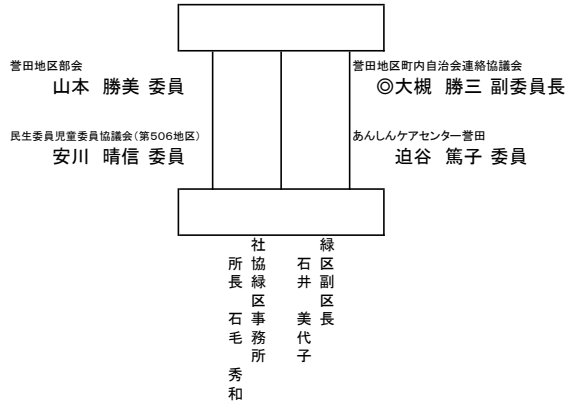 誉田地区部会
山本 勝美 委員
誉田地区町内自治会連絡協議会
◎大槻 勝三 副委員長
民生委員児童委員協議会(第506地区)
安川 晴信 委員
あんしんケアセンター誉田
迫谷 篤子 委員
緑区副区長
石井 美代子
社協緑区事務所
所長 石毛 秀和